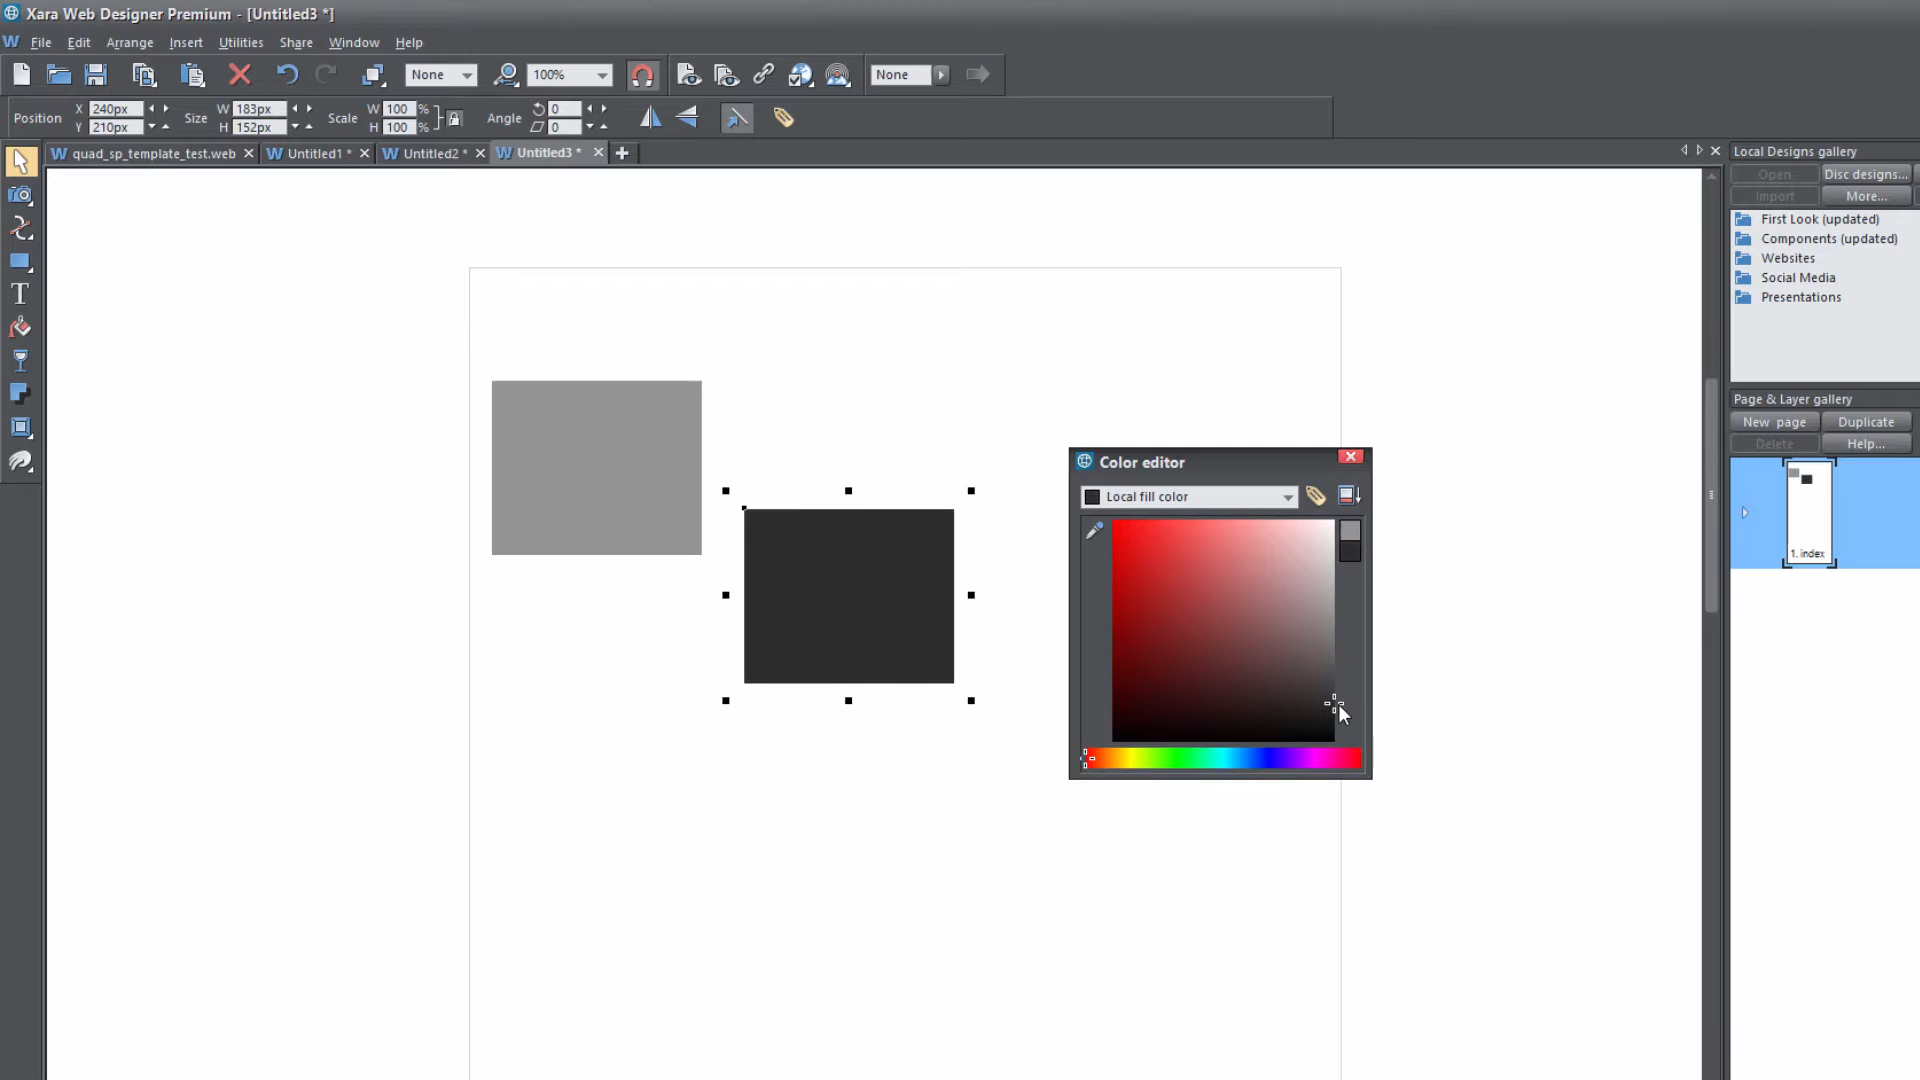 Xara Web Designer Premium - [Untitled3 *]
W File Edit Arrange Insert Utilities Share Window Help
None 100% None
Position X 240px Y 210px Size W 183px H 152px Scale W 100 % H 100 % Angle 0 0
W quad_sp_template_test.web W Untitled1 * W Untitled2 * W Untitled3 *
Local Designs gallery
Open Disc designs...
Import More...
First Look (updated)
Components (updated)
Websites
Social Media
Presentations
Page & Layer gallery
New page Duplicate
Delete Help...
1. index
Color editor
Local fill color
T